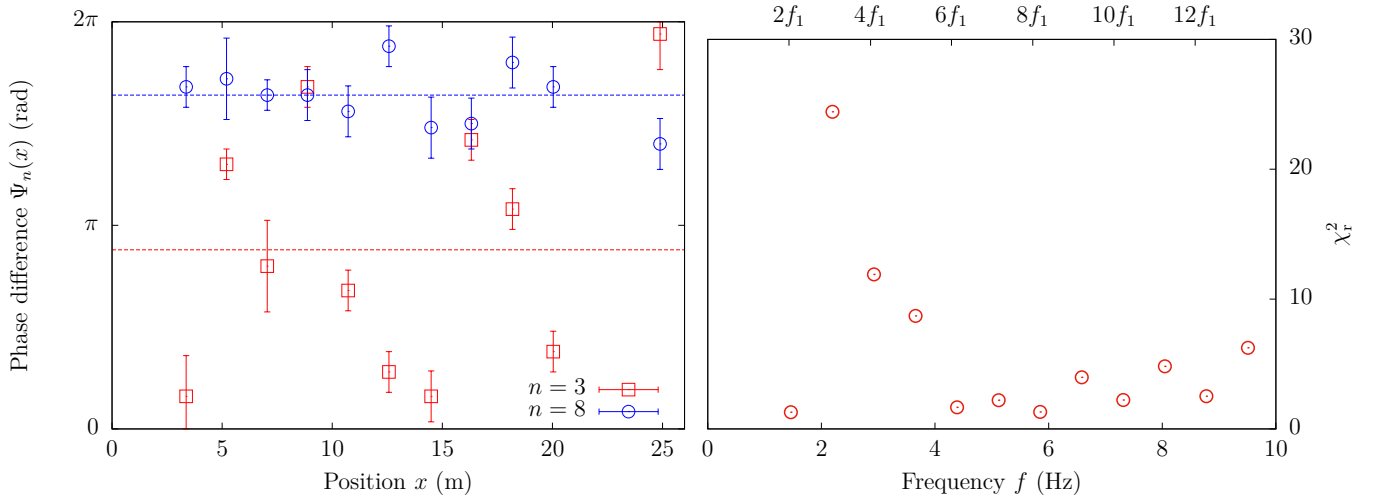 2π
π
0
0 5 10 15 20 25
Phase difference Ψₙ(x) (rad)
Position x (m)
n = 3
n = 8
2f₁ 4f₁ 6f₁ 8f₁ 10f₁ 12f₁
30
20
10
0
0 2 4 6 8 10
χ²ᵣ
Frequency f (Hz)